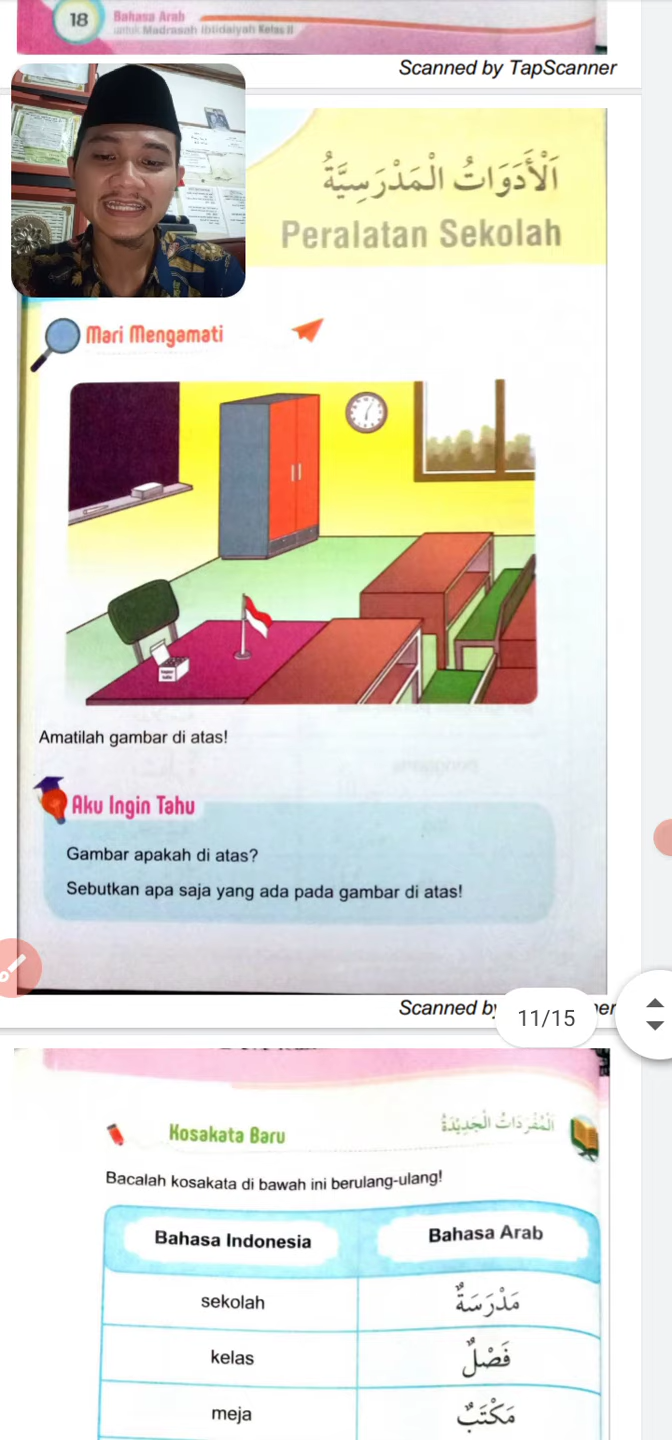 18
Bahasa Arab
untuk Madrasah Ibtidaiyah Kelas II
Scanned by TapScanner
اَلْأَدَوَاتُ الْمَدْرَسِيَّةُ
Peralatan Sekolah
Mari Mengamati
Amatilah gambar di atas!
Aku Ingin Tahu
Gambar apakah di atas?
Sebutkan apa saja yang ada pada gambar di atas!
Scanned by
11/15
Kosakata Baru
اَلْمُفْرَدَاتُ الْجَدِيْدَةُ
Bacalah kosakata di bawah ini berulang-ulang!
Bahasa Indonesia
Bahasa Arab
sekolah
مَدْرَسَةٌ
kelas
فَصْلٌ
meja
مَكْتَبٌ